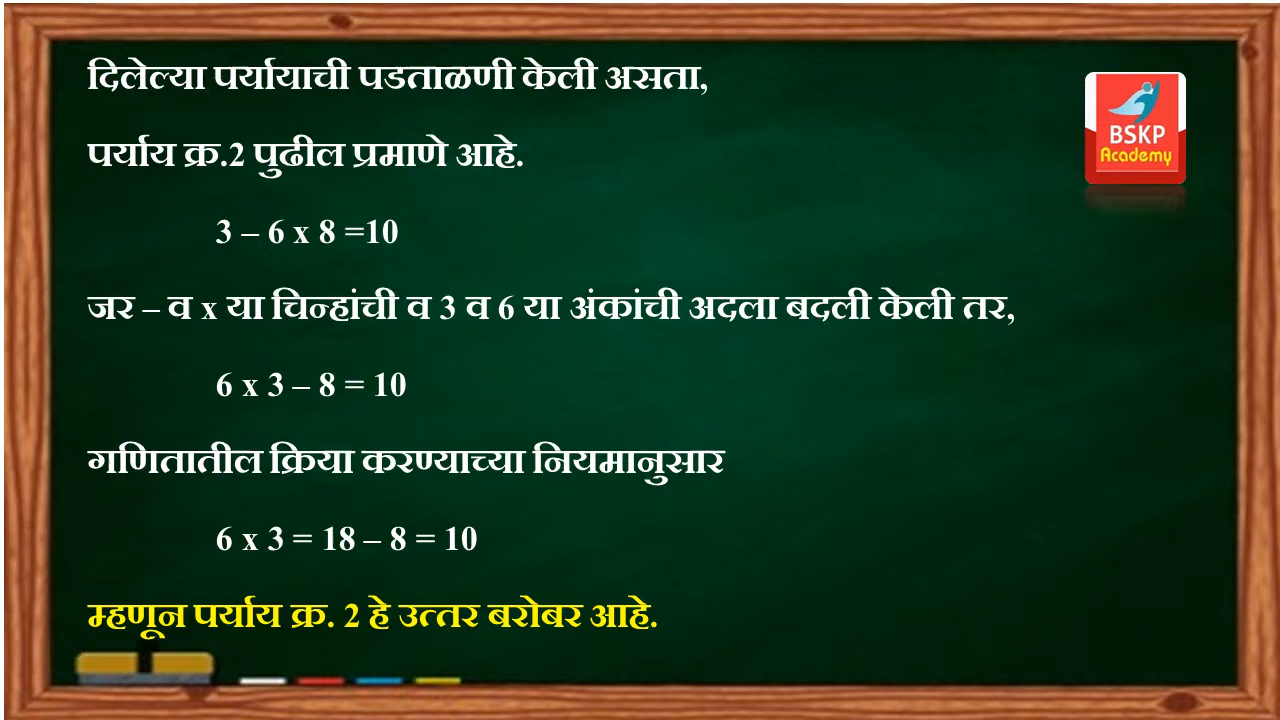 दिलेल्या पर्यायाची पडताळणी केली असता,
BSKP
Academy
पर्याय क्र.2 पुढील प्रमाणे आहे.
3 – 6 x 8 =10
जर – व x या चिन्हांची व 3 व 6 या अंकांची अदला बदली केली तर,
6 x 3 – 8 = 10
गणितातील क्रिया करण्याच्या नियमानुसार
6 x 3 = 18 – 8 = 10
म्हणून पर्याय क्र. 2 हे उत्तर बरोबर आहे.